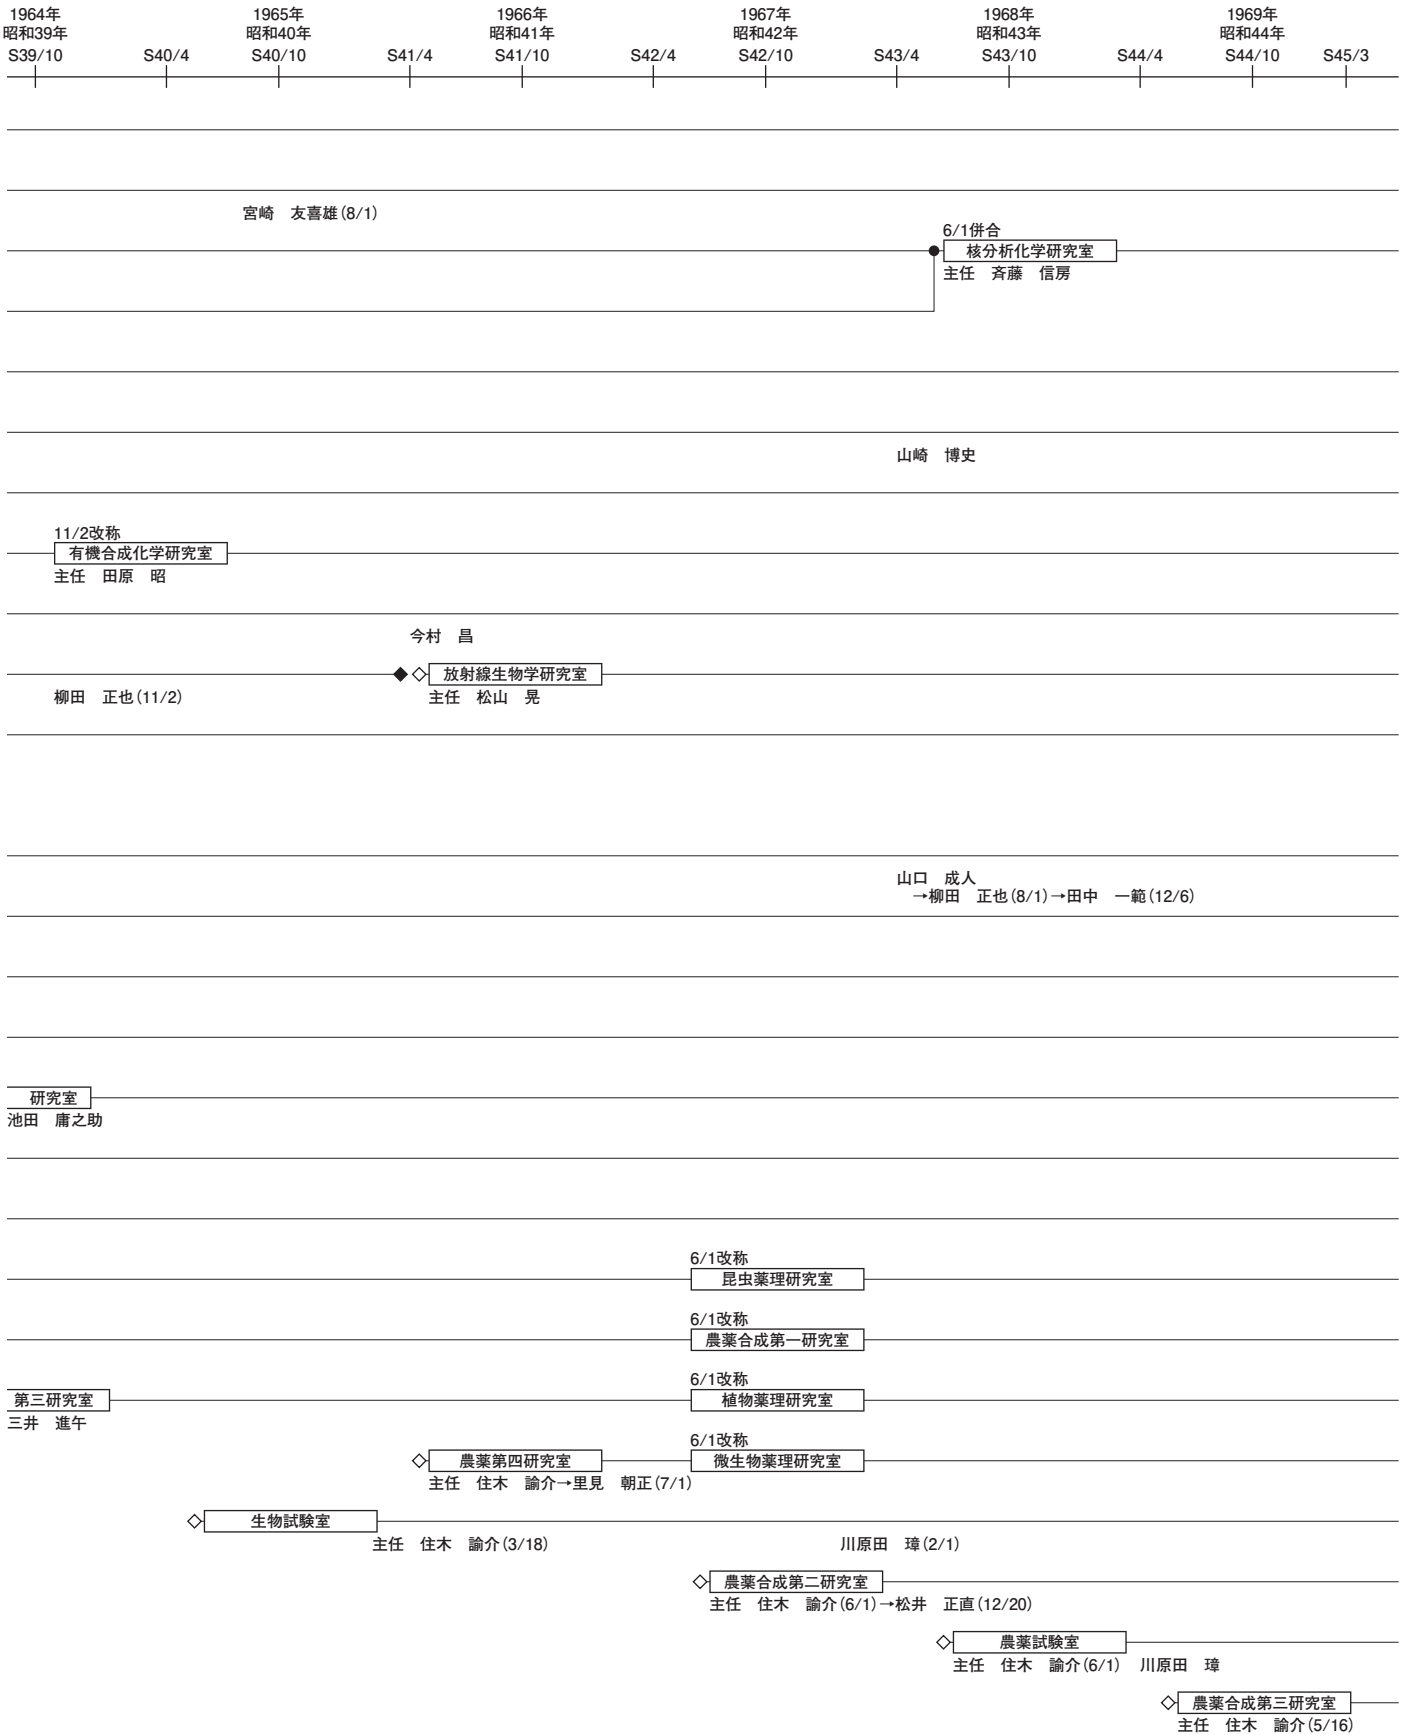 1964年 1965年 1966年 1967年 1968年 1969年
昭和39年 昭和40年 昭和41年 昭和42年 昭和43年 昭和44年
S39/10 S40/4 S40/10 S41/4 S41/10 S42/4 S42/10 S43/4 S43/10 S44/4 S44/10 S45/3
宮崎 友喜雄(8/1)
6/1併合
核分析化学研究室
主任 斉藤 信房
山崎 博史
11/2改称
有機合成化学研究室
主任 田原 昭
今村 昌
放射線生物学研究室
柳田 正也(11/2) 主任 松山 晃
山口 成人
→柳田 正也(8/1)→田中 一範(12/6)
研究室
池田 庸之助
6/1改称
昆虫薬理研究室
6/1改称
農薬合成第一研究室
6/1改称
第三研究室 植物薬理研究室
三井 進午
6/1改称
農薬第四研究室 微生物薬理研究室
主任 住木 諭介→里見 朝正(7/1)
生物試験室
主任 住木 諭介(3/18) 川原田 璋(2/1)
農薬合成第二研究室
主任 住木 諭介(6/1)→松井 正直(12/20)
農薬試験室
主任 住木 諭介(6/1) 川原田 璋
農薬合成第三研究室
主任 住木 諭介(5/16)